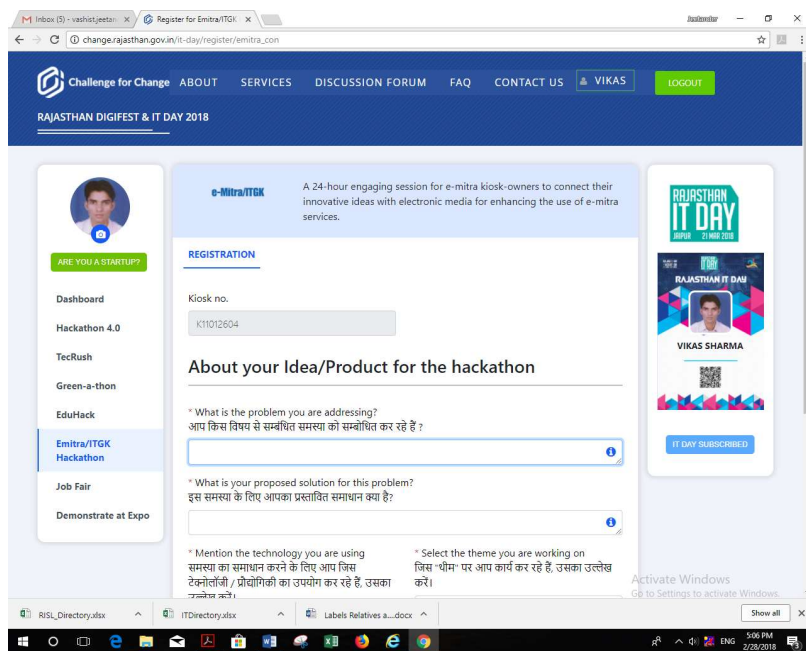 Inbox (5) - vashist.jeetan
Register for Emitra/ITGK
change.rajasthan.gov.in/it-day/register/emitra_con
Challenge for Change
ABOUT
SERVICES
DISCUSSION FORUM
FAQ
CONTACT US
VIKAS
LOGOUT
RAJASTHAN DIGIFEST & IT DAY 2018
ARE YOU A STARTUP?
Dashboard
Hackathon 4.0
TecRush
Green-a-thon
EduHack
Emitra/ITGK
Hackathon
Job Fair
Demonstrate at Expo
e-Mitra/ITGK
A 24-hour engaging session for e-mitra kiosk-owners to connect their
innovative ideas with electronic media for enhancing the use of e-mitra
services.
REGISTRATION
Kiosk no.
K11012604
About your Idea/Product for the hackathon
* What is the problem you are addressing?
आप किस विषय से सम्बंधित समस्या को सम्बोधित कर रहे हैं ?
* What is your proposed solution for this problem?
इस समस्या के लिए आपका प्रस्तावित समाधान क्या है?
* Mention the technology you are using
समस्या का समाधान करने के लिए आप जिस
टेक्नोलॉजी / प्रौद्योगिकी का उपयोग कर रहे हैं, उसका
उल्लेख करें।
* Select the theme you are working on
जिस "थीम" पर आप कार्य कर रहे हैं, उसका उल्लेख
करें।
RAJASTHAN
IT DAY
JAIPUR 21 MAR 2018
RAJASTHAN IT DAY
VIKAS SHARMA
IT DAY SUBSCRIBED
Activate Windows
Go to Settings to activate Windows.
RISL_Directory.xlsx
ITDirectory.xlsx
Labels Relatives a....docx
Show all
ENG
5:06 PM
2/28/2018